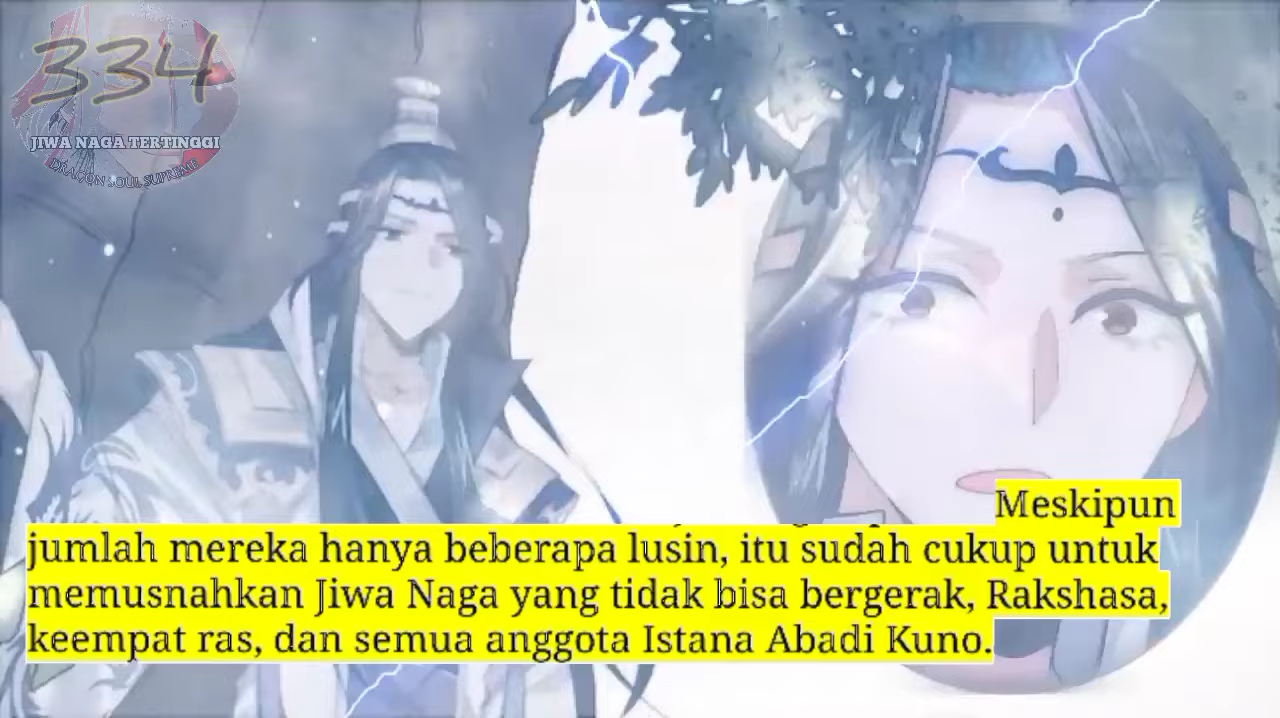 334
JIWA NAGA TERTINGGI
DRAGON SOUL SUPREME
Meskipun
jumlah mereka hanya beberapa lusin, itu sudah cukup untuk
memusnahkan Jiwa Naga yang tidak bisa bergerak, Rakshasa,
keempat ras, dan semua anggota Istana Abadi Kuno.